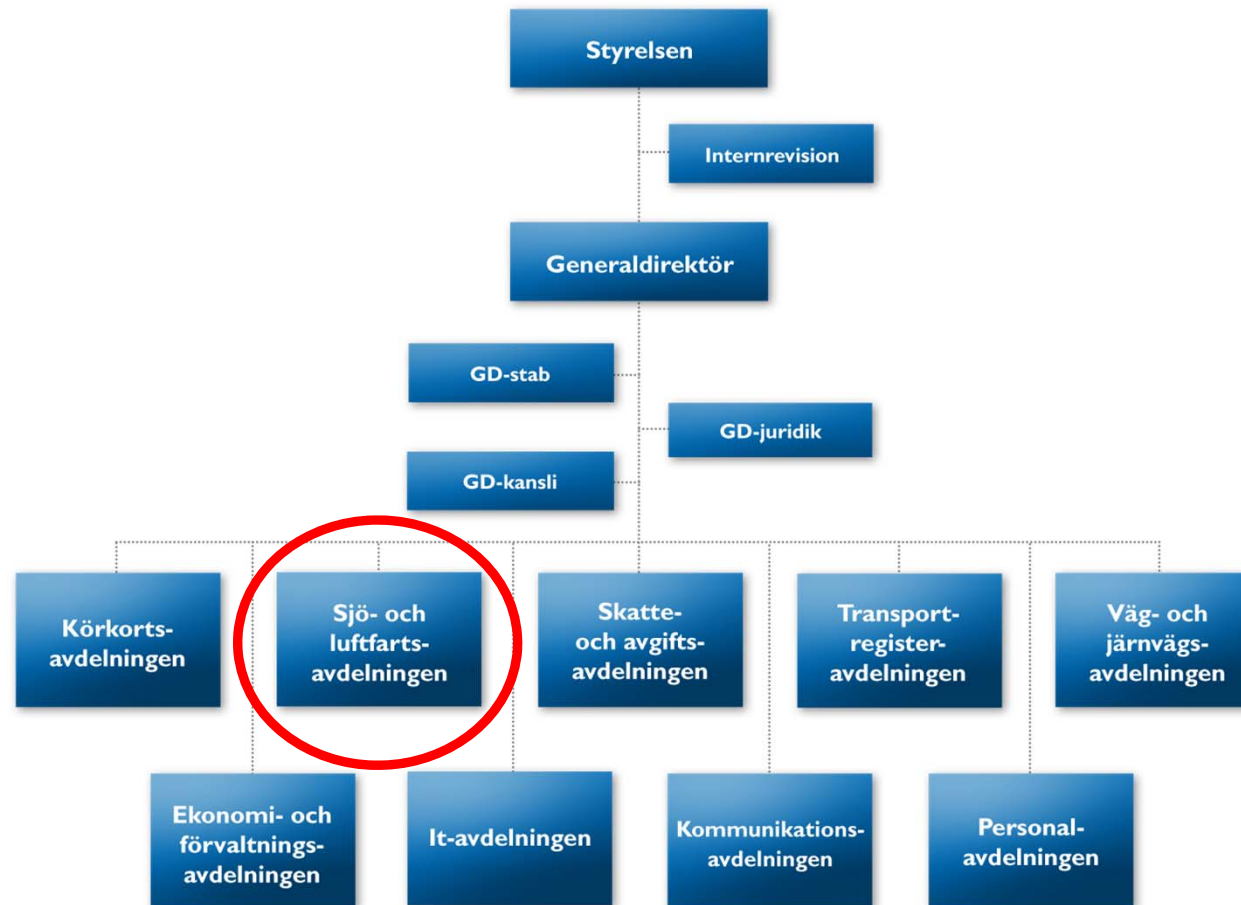 Styrelsen
Internrevision
Generaldirektör
GD-stab
GD-juridik
GD-kansli
Körkorts-
avdelningen
Sjö- och
luftfarts-
avdelningen
Skatte-
och avgifts-
avdelningen
Transport-
register-
avdelningen
Väg- och
järnvägs-
avdelningen
Ekonomi- och
förvaltnings-
avdelningen
It-avdelningen
Kommunikations-
avdelningen
Personal-
avdelningen